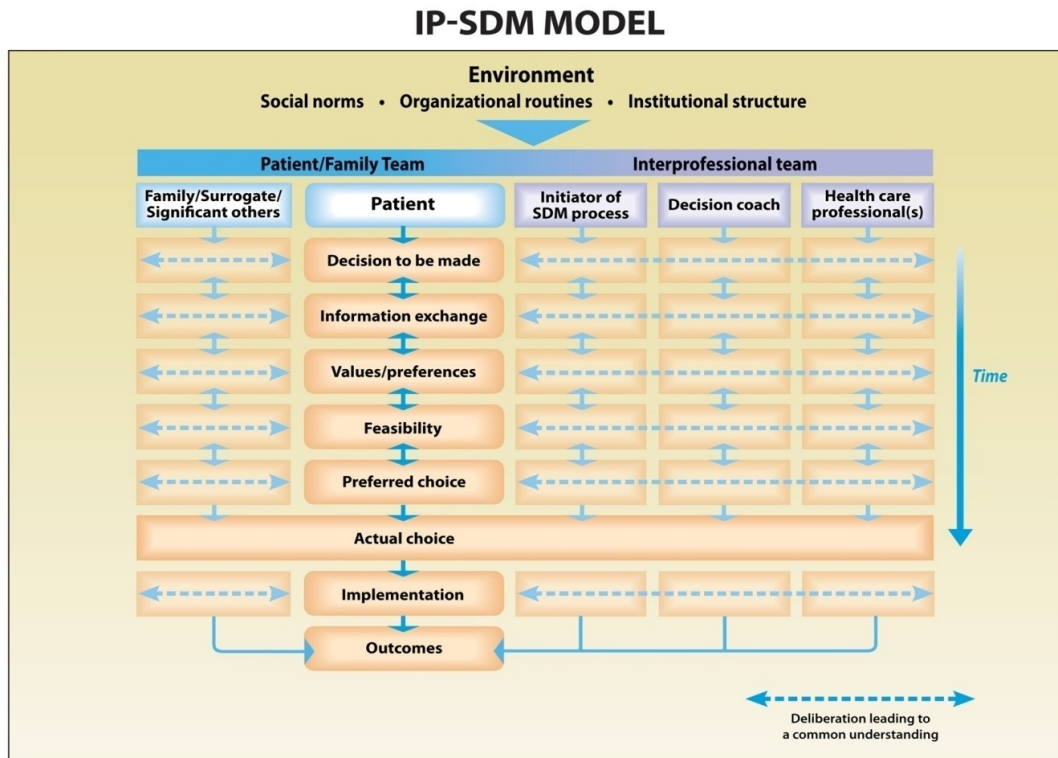 IP-SDM MODEL
Environment
Social norms • Organizational routines • Institutional structure
Patient/Family Team
Interprofessional team
Family/Surrogate/
Significant others
Patient
Initiator of
SDM process
Decision coach
Health care
professional(s)
Decision to be made
Information exchange
Values/preferences
Feasibility
Preferred choice
Actual choice
Implementation
Outcomes
Time
Deliberation leading to
a common understanding